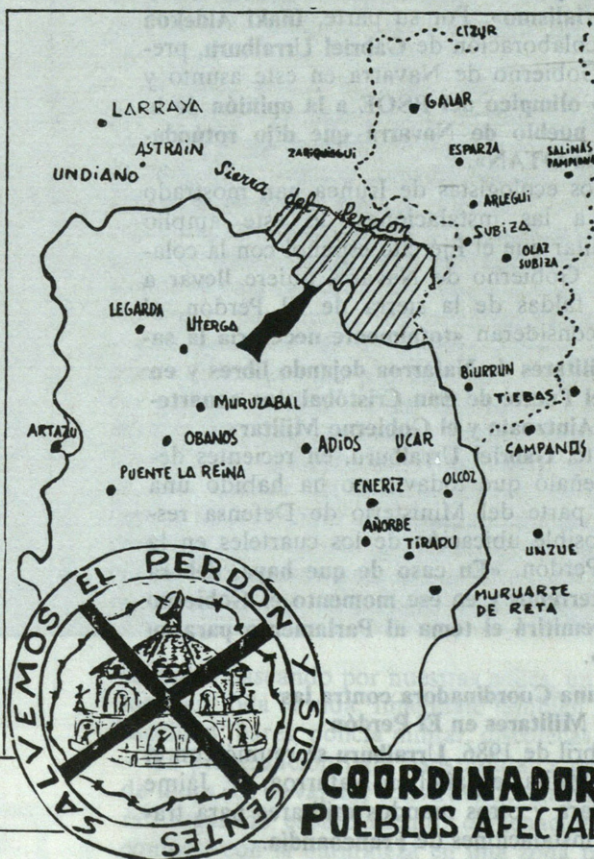 CIZUR
LARRAYA
GALAR
ASTRAIN
ZARIQUIEGUI
ESPARZA
SALINAS
UNDIANO
Sierra del Perdón
ARLEGUI
SUBIZA
OLAZ
SUBIZA
LEGARDA
UTERGA
BIURRUN
TIEBAS
MURUZABAL
ARTAZU
OBANOS
ADIOS
UCAR
CAMPANOS
PUENTE LA REINA
ENERIZ
OLCOZ
AÑORBE
TIRAPU
UNZUE
MURUARTE
DE RETA
SALVEMOS EL PERDON Y SUS GENTES
COORDINADOR
PUEBLOS AFECTAD